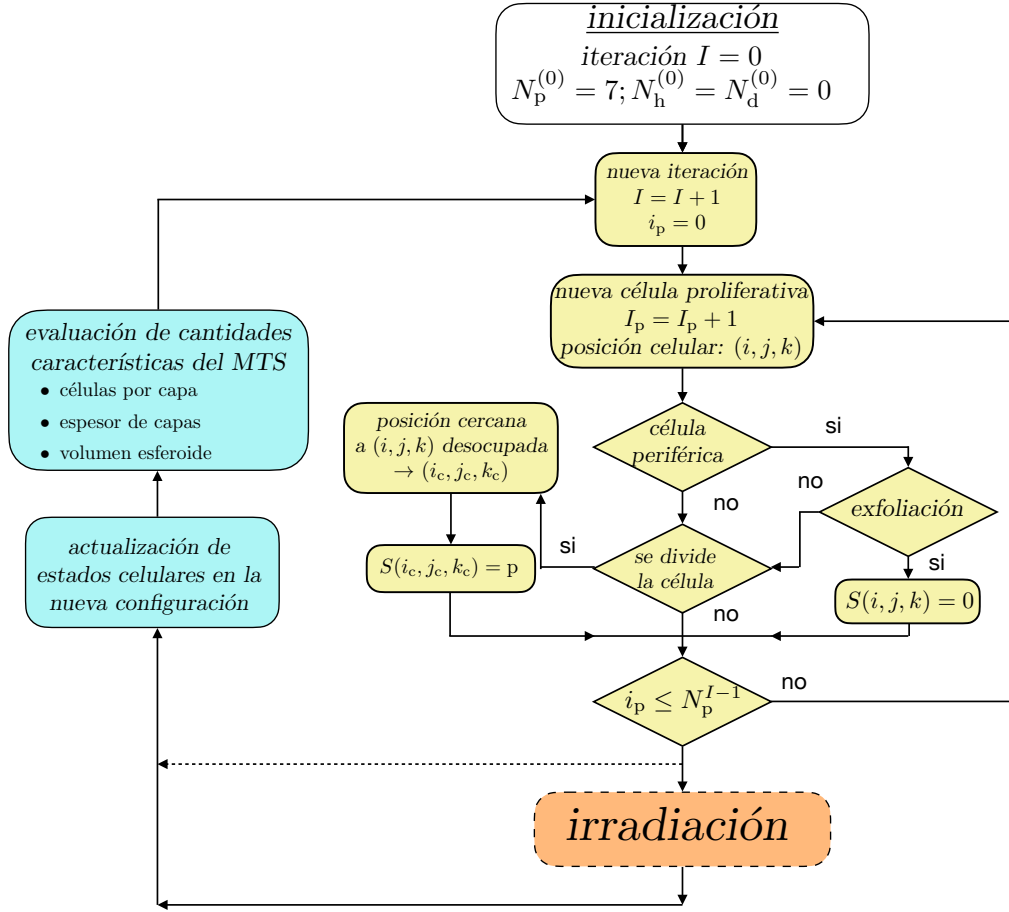 inicialización
iteración I = 0
N_p^{(0)} = 7; N_h^{(0)} = N_d^{(0)} = 0
nueva iteración
I = I + 1
i_p = 0
nueva célula proliferativa
I_p = I_p + 1
posición celular: (i, j, k)
célula
periférica
si
no
exfoliación
no
si
S(i, j, k) = 0
se divide
la célula
si
no
posición cercana
a (i, j, k) desocupada
→ (i_c, j_c, k_c)
S(i_c, j_c, k_c) = p
i_p ≤ N_p^{I−1}
no
irradiación
actualización de
estados celulares en la
nueva configuración
evaluación de cantidades
características del MTS
• células por capa
• espesor de capas
• volumen esferoide